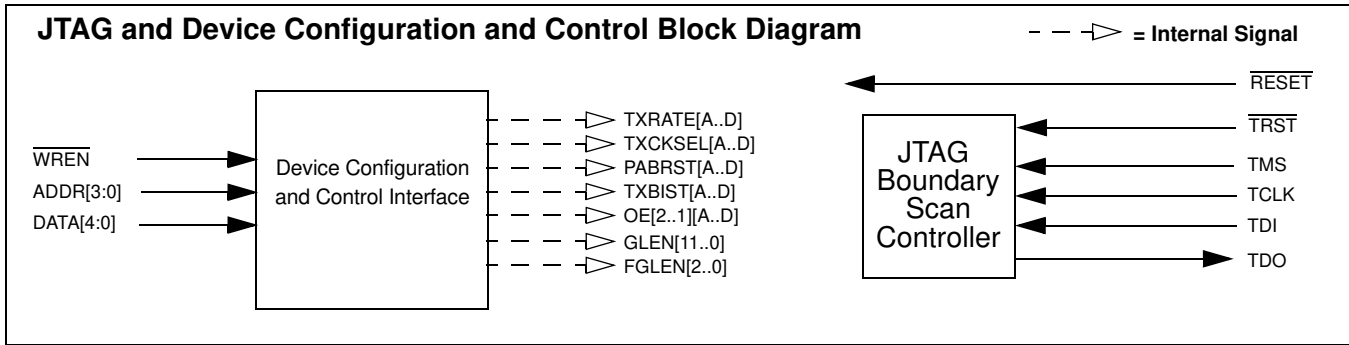 JTAG and Device Configuration and Control Block Diagram
= Internal Signal
WREN
ADDR[3:0]
DATA[4:0]
Device Configuration
and Control Interface
TXRATE[A..D]
TXCKSEL[A..D]
PABRST[A..D]
TXBIST[A..D]
OE[2..1][A..D]
GLEN[11..0]
FGLEN[2..0]
JTAG
Boundary
Scan
Controller
RESET
TRST
TMS
TCLK
TDI
TDO